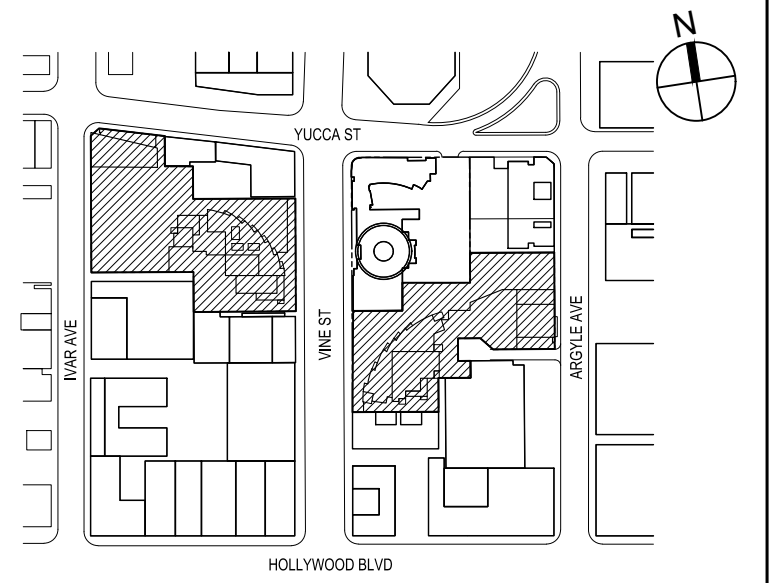 N
YUCCA ST
IVAR AVE
VINE ST
ARGYLE AVE
HOLLYWOOD BLVD